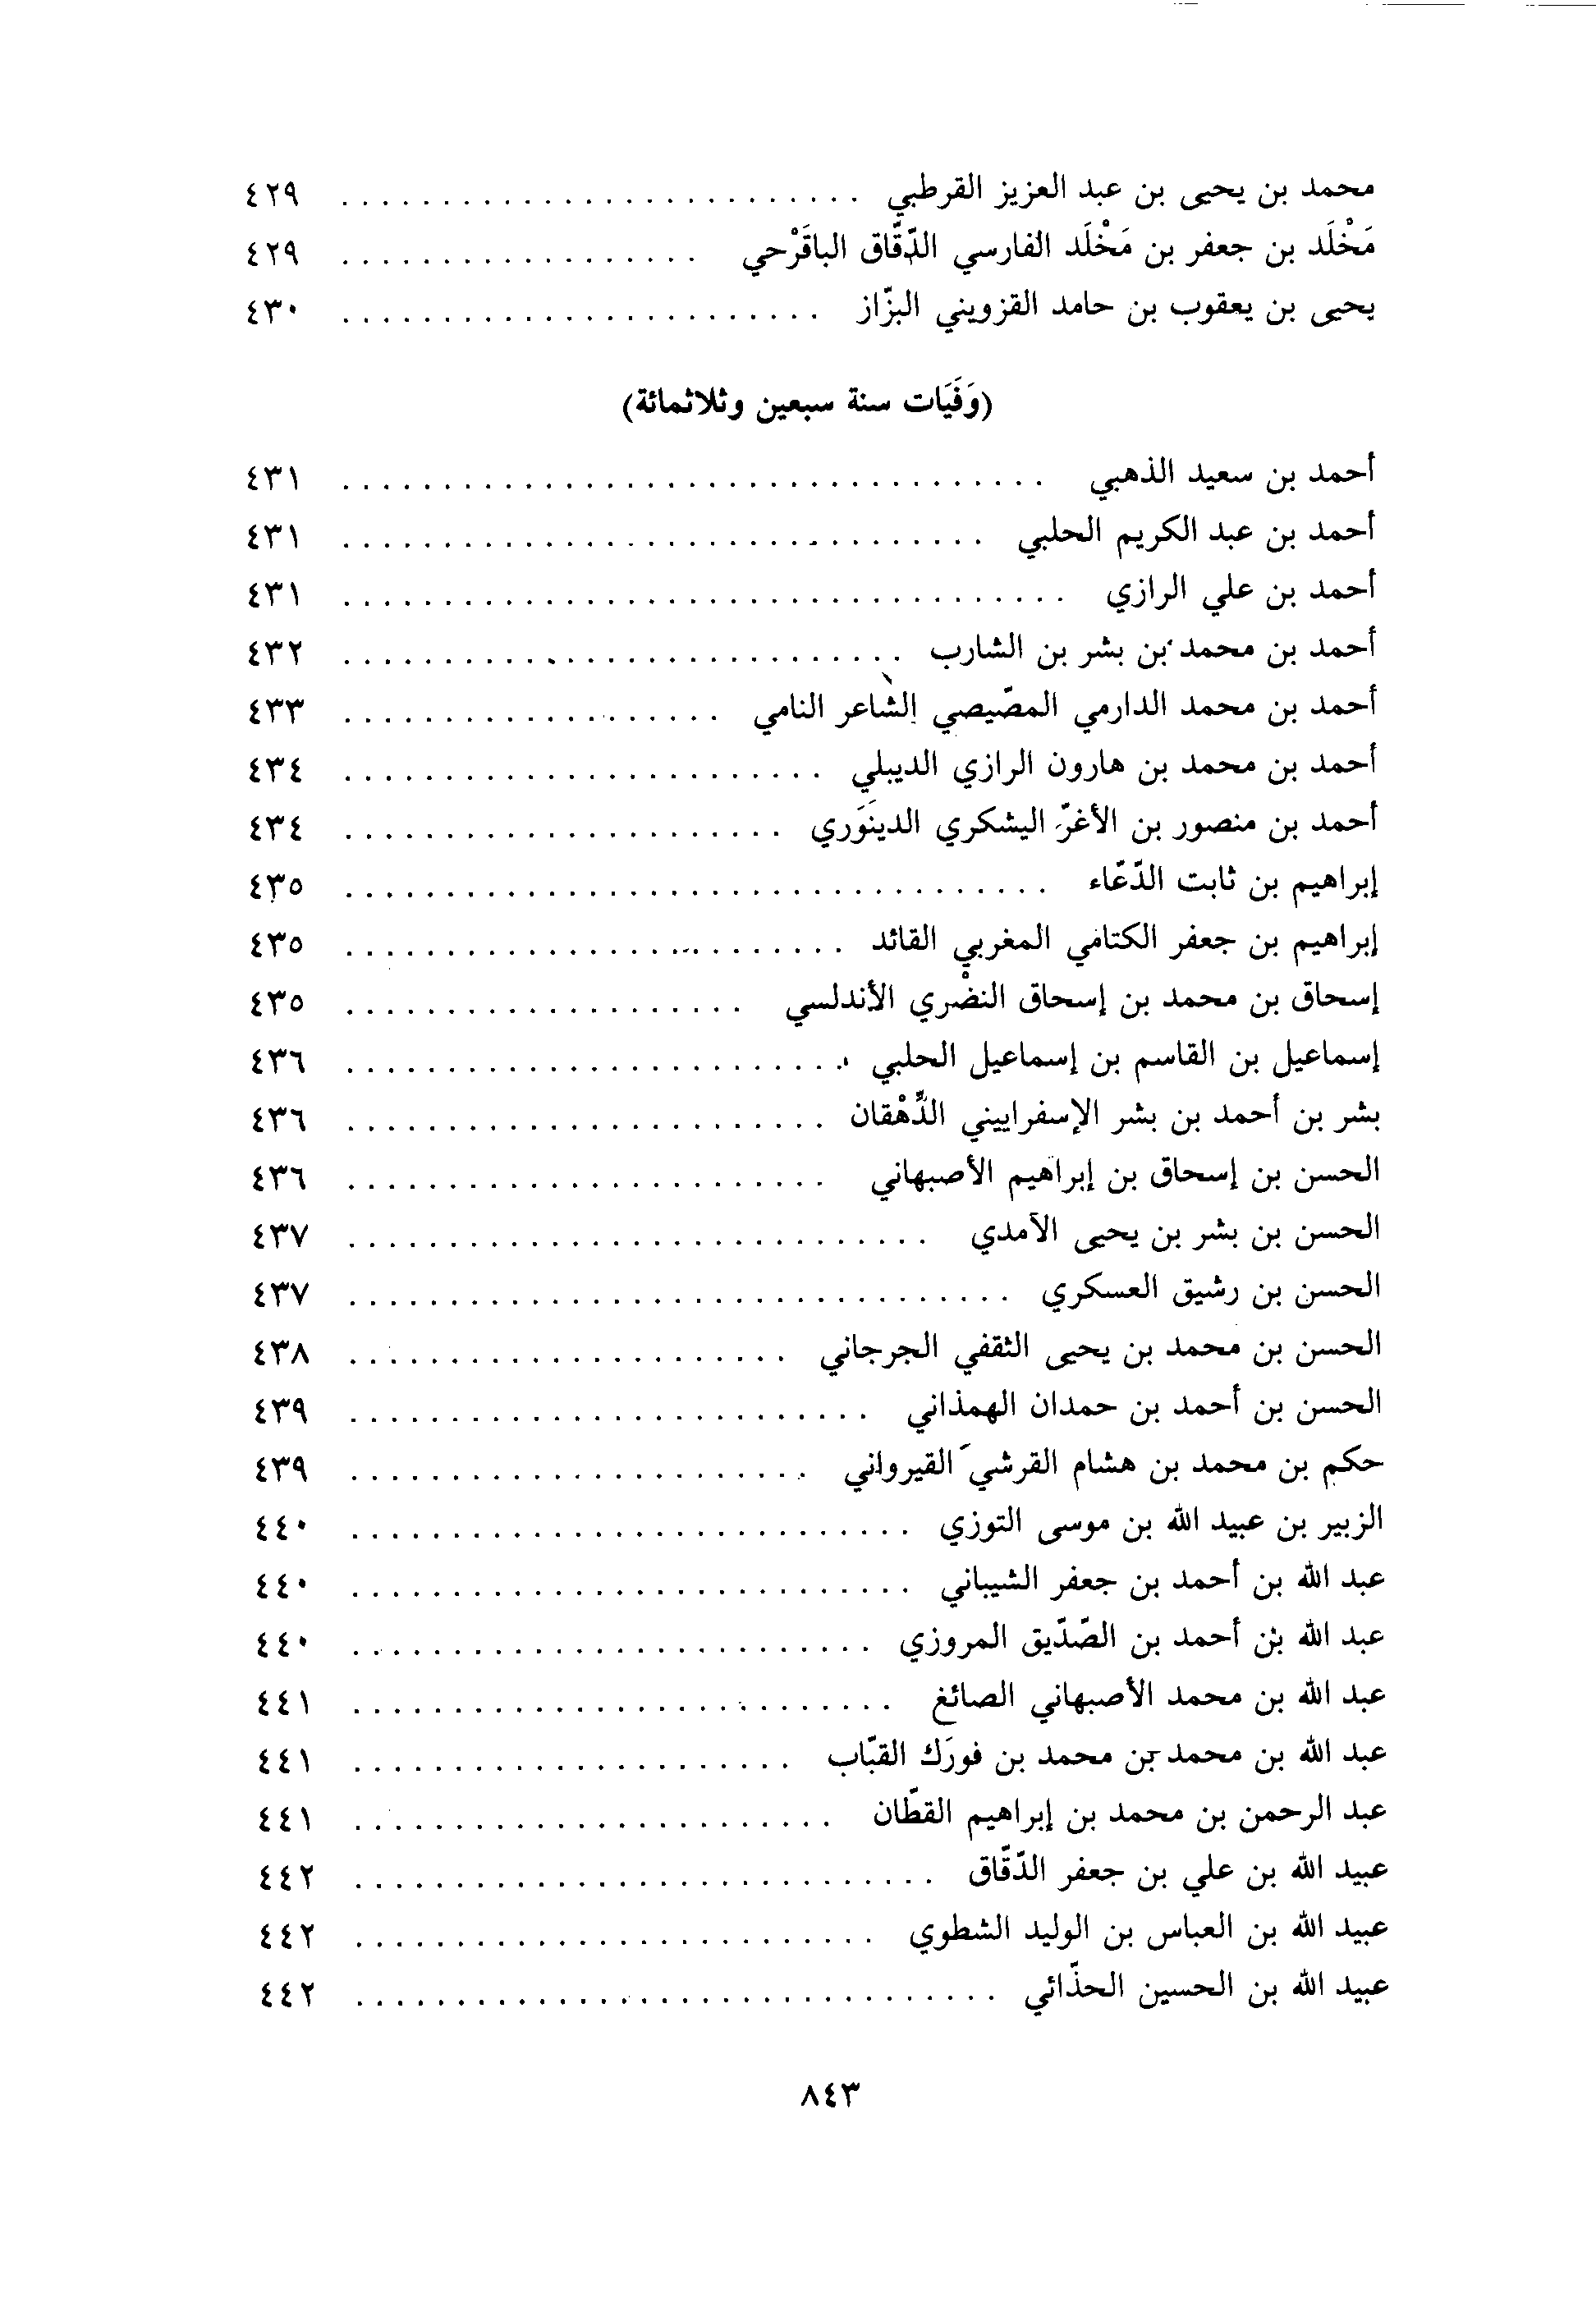 محمد بن يحيى بن عبد العزيز القرطبي . . . . . . . . . . . . . . . . . . . . . . . . . . ٤٢٩
مَخْلَد بن جعفر بن مَخْلَد الفارسي الدّقّاق الباقَرْحي . . . . . . . . . . . . . . . . . . ٤٢٩
يحيى بن يعقوب بن حامد القزويني البزّاز . . . . . . . . . . . . . . . . . . . . . . . . ٤٣٠
(وَفَيَات سنة سبعين وثلاثمائة)
أحمد بن سعيد الذهبي . . . . . . . . . . . . . . . . . . . . . . . . . . . . . . . . . . ٤٣١
أحمد بن عبد الكريم الحلبي . . . . . . . . . . . . . . . . . . . . . . . . . . . . . . . ٤٣١
أحمد بن علي الرازي . . . . . . . . . . . . . . . . . . . . . . . . . . . . . . . . . . . ٤٣١
أحمد بن محمد بن بشر بن الشارب . . . . . . . . . . . . . . . . . . . . . . . . . . . ٤٣٢
أحمد بن محمد الدارمي المصّيصي الشاعر النامي . . . . . . . . . . . . . . . . . . . ٤٣٣
أحمد بن محمد بن هارون الرازي الديبلي . . . . . . . . . . . . . . . . . . . . . . . . ٤٣٤
أحمد بن منصور بن الأغرّ اليشكري الدينَوَري . . . . . . . . . . . . . . . . . . . . . . ٤٣٤
إبراهيم بن ثابت الدّعّاء . . . . . . . . . . . . . . . . . . . . . . . . . . . . . . . . . . ٤٣٥
إبراهيم بن جعفر الكتامي المغربي القائد . . . . . . . . . . . . . . . . . . . . . . . . ٤٣٥
إسحاق بن محمد بن إسحاق النضْري الأندلسي . . . . . . . . . . . . . . . . . . . . ٤٣٥
إسماعيل بن القاسم بن إسماعيل الحلبي . . . . . . . . . . . . . . . . . . . . . . . . ٤٣٦
بشر بن أحمد بن بشر الإسفراييني الدِّهْقان . . . . . . . . . . . . . . . . . . . . . . . . ٤٣٦
الحسن بن إسحاق بن إبراهيم الأصبهاني . . . . . . . . . . . . . . . . . . . . . . . . ٤٣٦
الحسن بن بشر بن يحيى الآمدي . . . . . . . . . . . . . . . . . . . . . . . . . . . . . ٤٣٧
الحسن بن رشيق العسكري . . . . . . . . . . . . . . . . . . . . . . . . . . . . . . . . ٤٣٧
الحسن بن محمد بن يحيى الثقفي الجرجاني . . . . . . . . . . . . . . . . . . . . . . ٤٣٨
الحسن بن أحمد بن حمدان الهمذاني . . . . . . . . . . . . . . . . . . . . . . . . . . ٤٣٩
حكم بن محمد بن هشام القرشي القيرواني . . . . . . . . . . . . . . . . . . . . . . . ٤٣٩
الزبير بن عبيد الله بن موسى التوزي . . . . . . . . . . . . . . . . . . . . . . . . . . . . ٤٤٠
عبد الله بن أحمد بن جعفر الشيباني . . . . . . . . . . . . . . . . . . . . . . . . . . . . ٤٤٠
عبد الله بن أحمد بن الصّدّيق المروزي . . . . . . . . . . . . . . . . . . . . . . . . . . ٤٤٠
عبد الله بن محمد الأصبهاني الصائغ . . . . . . . . . . . . . . . . . . . . . . . . . . . ٤٤١
عبد الله بن محمد بن محمد بن فورَك القبّاب . . . . . . . . . . . . . . . . . . . . . . ٤٤١
عبد الرحمن بن محمد بن إبراهيم القطّان . . . . . . . . . . . . . . . . . . . . . . . . ٤٤١
عبيد الله بن علي بن جعفر الدّقّاق . . . . . . . . . . . . . . . . . . . . . . . . . . . . . ٤٤٢
عبيد الله بن العباس بن الوليد الشطوي . . . . . . . . . . . . . . . . . . . . . . . . . . ٤٤٢
عبيد الله بن الحسين الحذّائي . . . . . . . . . . . . . . . . . . . . . . . . . . . . . . . . ٤٤٢
٨٤٣